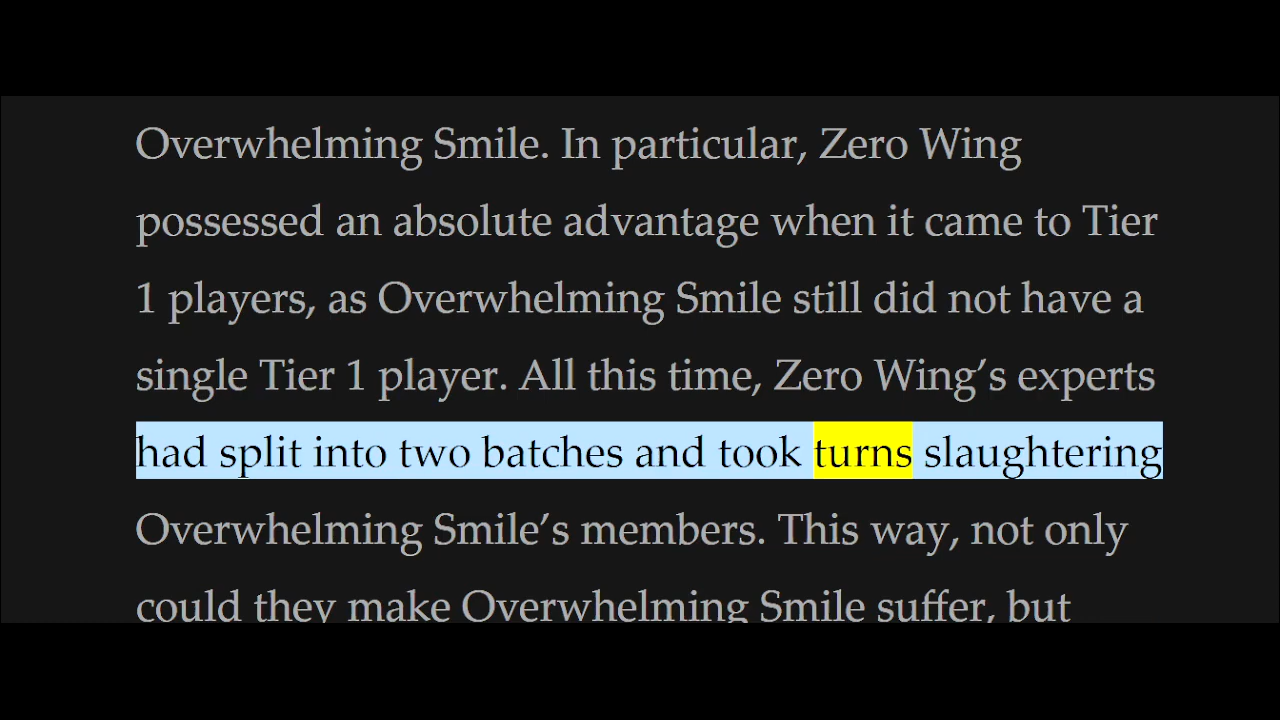 Overwhelming Smile. In particular, Zero Wing
possessed an absolute advantage when it came to Tier
1 players, as Overwhelming Smile still did not have a
single Tier 1 player. All this time, Zero Wing’s experts
had split into two batches and took turns slaughtering
Overwhelming Smile’s members. This way, not only
could they make Overwhelming Smile suffer, but